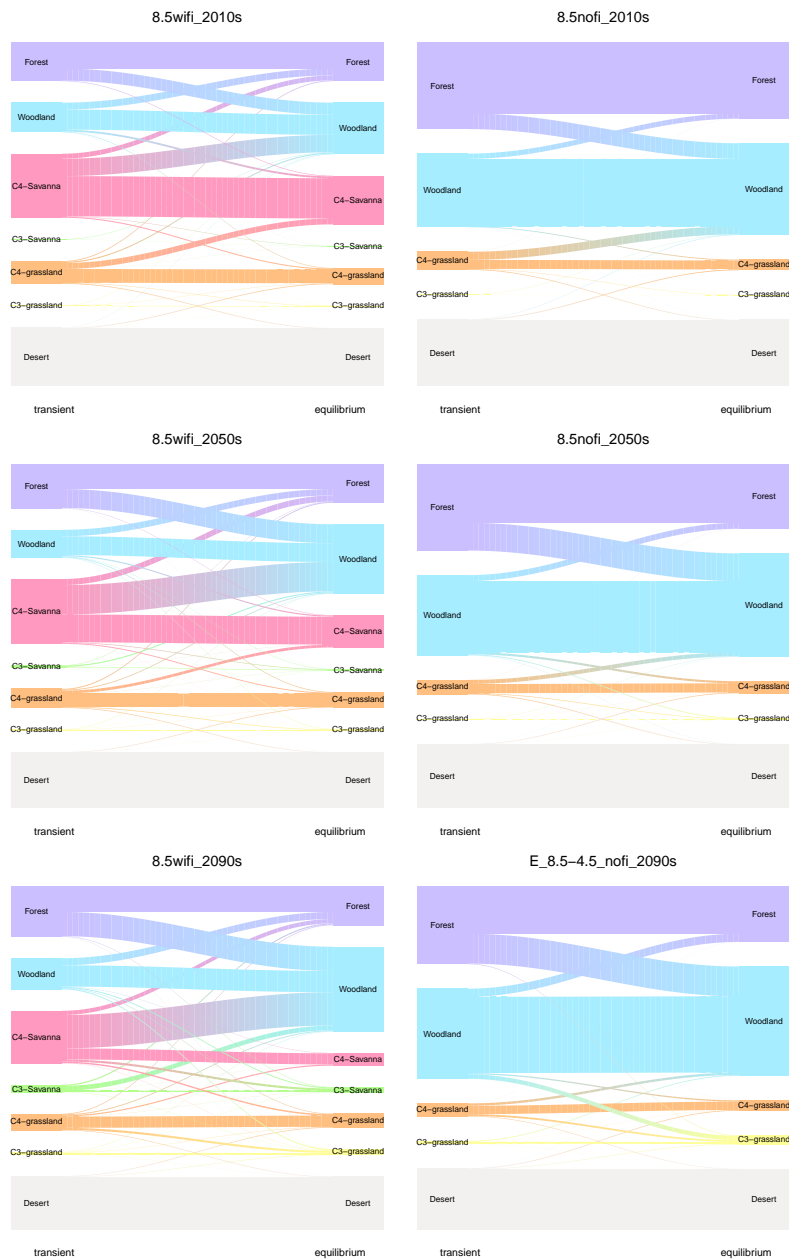 8.5wifi_2010s
Forest
Forest
Woodland
Woodland
C4−Savanna
C4−Savanna
C3−Savanna
C3−Savanna
C4−grassland
C4−grassland
C3−grassland
C3−grassland
Desert
Desert
transient
equilibrium
8.5nofi_2010s
Forest
Forest
Woodland
Woodland
C4−grassland
C4−grassland
C3−grassland
C3−grassland
Desert
Desert
transient
equilibrium
8.5wifi_2050s
Forest
Forest
Woodland
Woodland
C4−Savanna
C4−Savanna
C3−Savanna
C3−Savanna
C4−grassland
C4−grassland
C3−grassland
C3−grassland
Desert
Desert
transient
equilibrium
8.5nofi_2050s
Forest
Forest
Woodland
Woodland
C4−grassland
C4−grassland
C3−grassland
C3−grassland
Desert
Desert
transient
equilibrium
8.5wifi_2090s
Forest
Forest
Woodland
Woodland
C4−Savanna
C4−Savanna
C3−Savanna
C3−Savanna
C4−grassland
C4−grassland
C3−grassland
C3−grassland
Desert
Desert
transient
equilibrium
E_8.5−4.5_nofi_2090s
Forest
Forest
Woodland
Woodland
C4−grassland
C4−grassland
C3−grassland
C3−grassland
Desert
Desert
transient
equilibrium